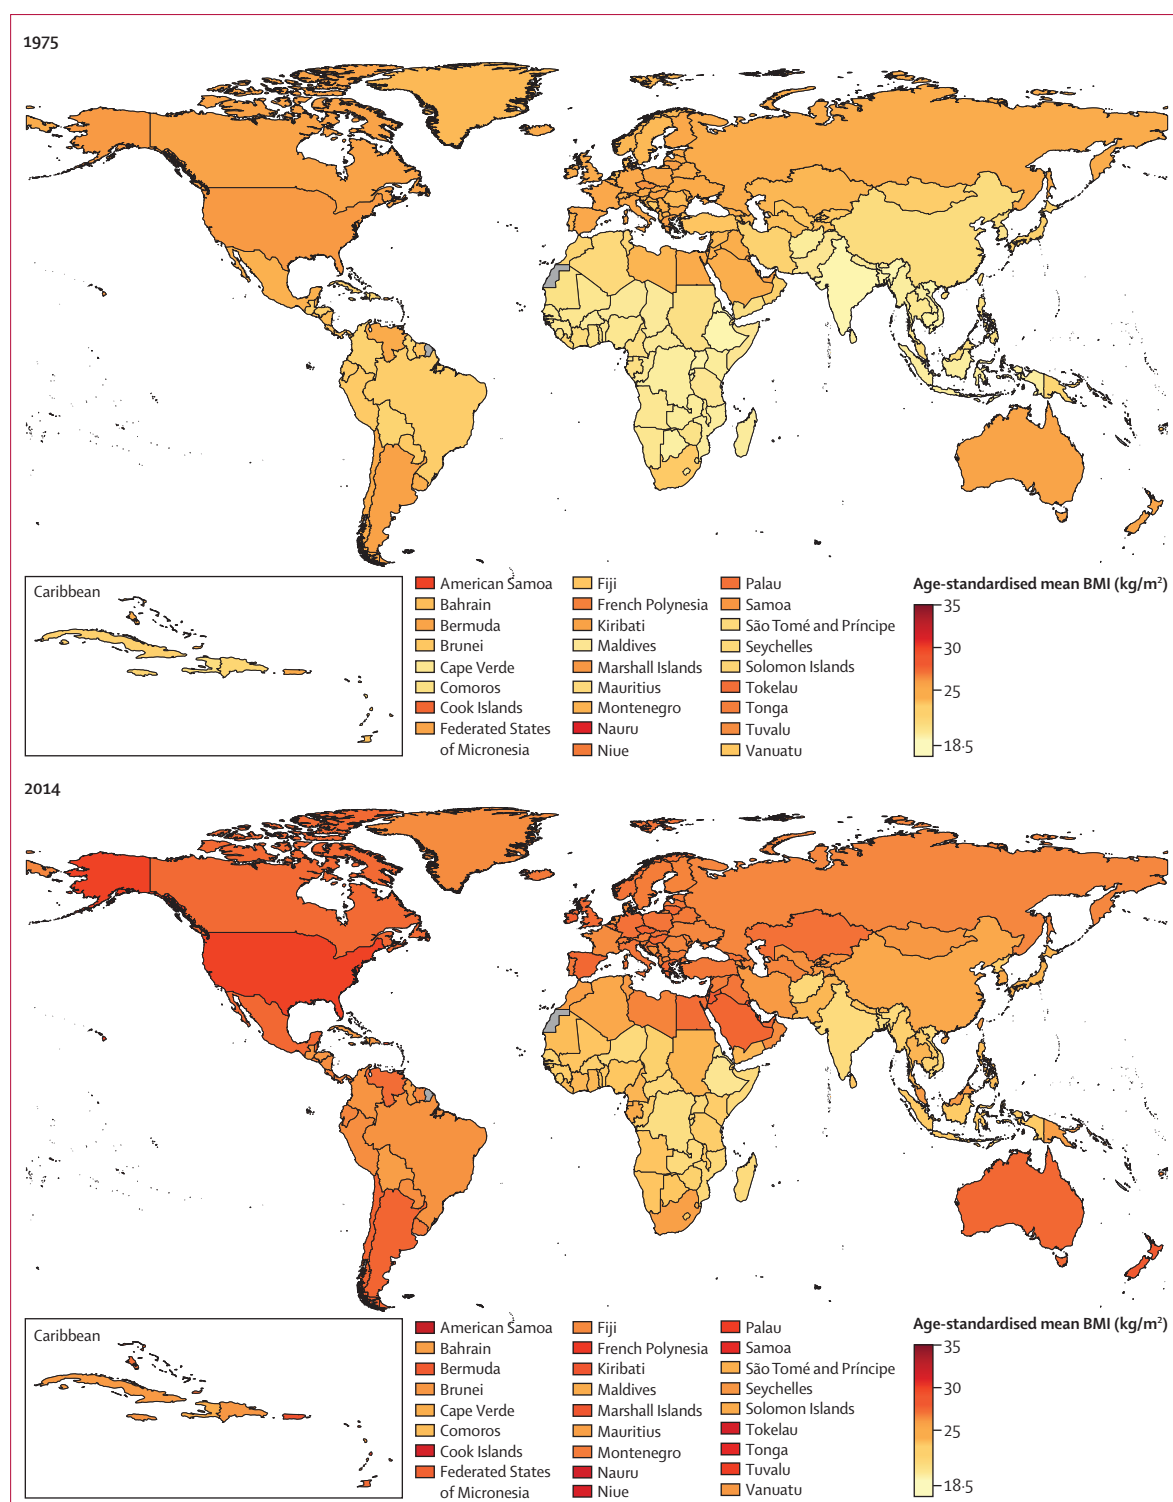 1975
Caribbean
American Samoa
Bahrain
Bermuda
Brunei
Cape Verde
Comoros
Cook Islands
Federated States
of Micronesia
Fiji
French Polynesia
Kiribati
Maldives
Marshall Islands
Mauritius
Montenegro
Nauru
Niue
Palau
Samoa
São Tomé and Príncipe
Seychelles
Solomon Islands
Tokelau
Tonga
Tuvalu
Vanuatu
Age-standardised mean BMI (kg/m²)
35
30
25
18·5
2014
Caribbean
American Samoa
Bahrain
Bermuda
Brunei
Cape Verde
Comoros
Cook Islands
Federated States
of Micronesia
Fiji
French Polynesia
Kiribati
Maldives
Marshall Islands
Mauritius
Montenegro
Nauru
Niue
Palau
Samoa
São Tomé and Príncipe
Seychelles
Solomon Islands
Tokelau
Tonga
Tuvalu
Vanuatu
Age-standardised mean BMI (kg/m²)
35
30
25
18·5